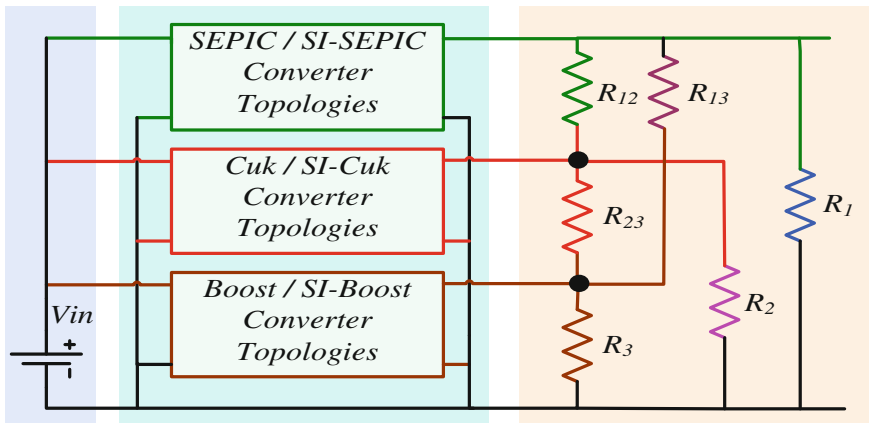 SEPIC / SI-SEPIC
Converter
Topologies
R12
R13
Cuk / SI-Cuk
Converter
Topologies
R1
R23
Boost / SI-Boost
Converter
Topologies
Vin
+
-
R2
R3